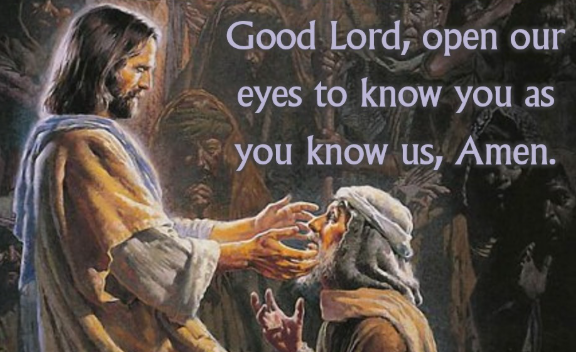 Good Lord, open our
eyes to know you as
you know us, Amen.